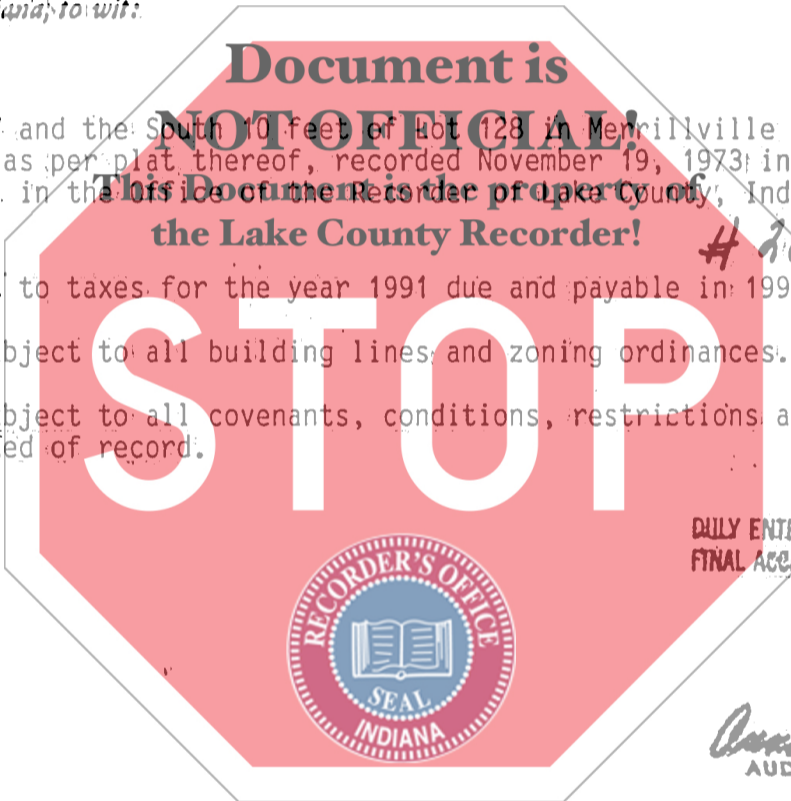 to wit:
Document is
NOT OFFICIAL!
and the South 10 feet of Lot 128 in Merrillville
as per plat thereof, recorded November 19, 1973 in
in the Office of the Recorder of Lake County, Ind
This Document is the property of
the Lake County Recorder!
#
to taxes for the year 1991 due and payable in 199
bject to all building lines and zoning ordinances.
bject to all covenants, conditions, restrictions a
ed of record.
STOP
DULY ENTE
FINAL ACC
RECORDER'S OFFICE
SEAL
INDIANA
AUD